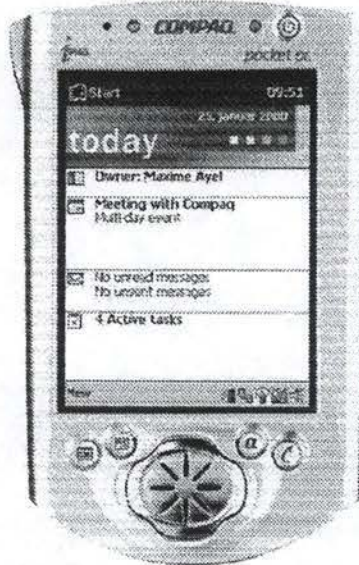 COMPAQ
pocket pc
Start 09:51
25. januar 2000
today
Owner: Maxime Ayel
Meeting with Compaq
Multi-day event
No unread messages
No unsent messages
4 Active tasks
New